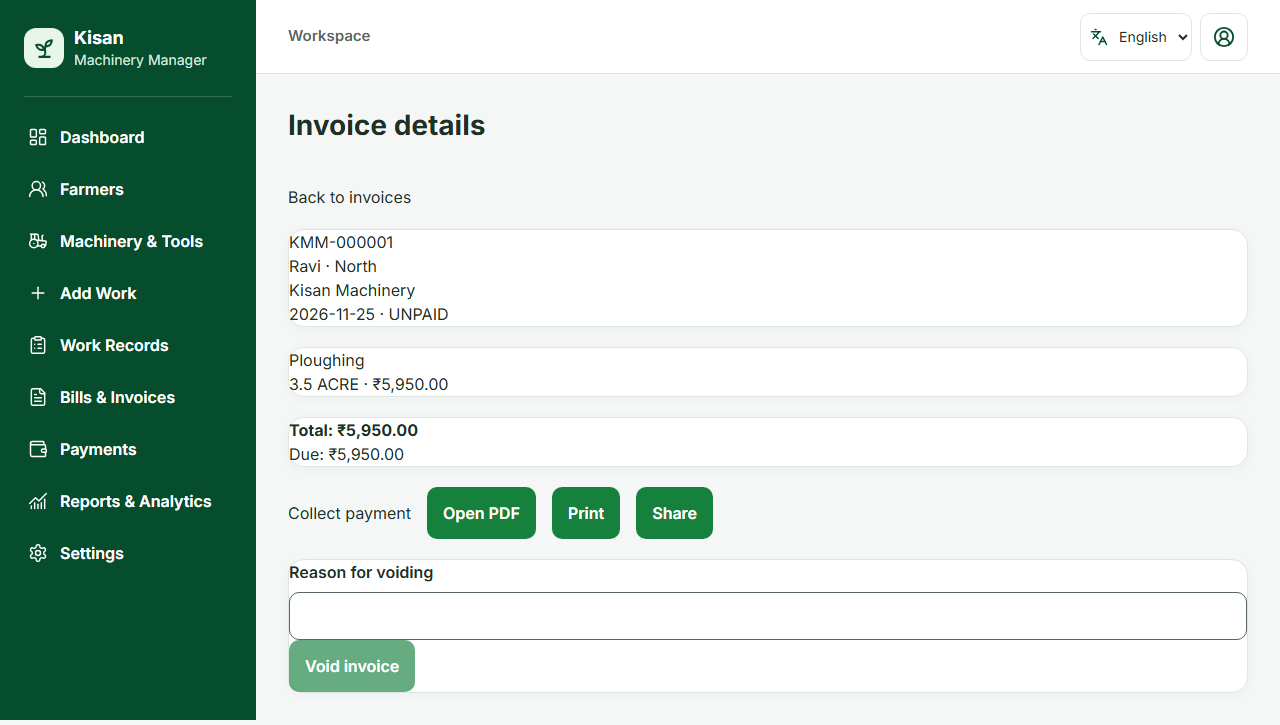 Kisan
Machinery Manager
Dashboard
Farmers
Machinery & Tools
Add Work
Work Records
Bills & Invoices
Payments
Reports & Analytics
Settings
Workspace
English
Invoice details
Back to invoices
KMM-000001
Ravi · North
Kisan Machinery
2026-11-25 · UNPAID
Ploughing
3.5 ACRE · ₹5,950.00
Total: ₹5,950.00
Due: ₹5,950.00
Collect payment Open PDF Print Share
Reason for voiding
Void invoice